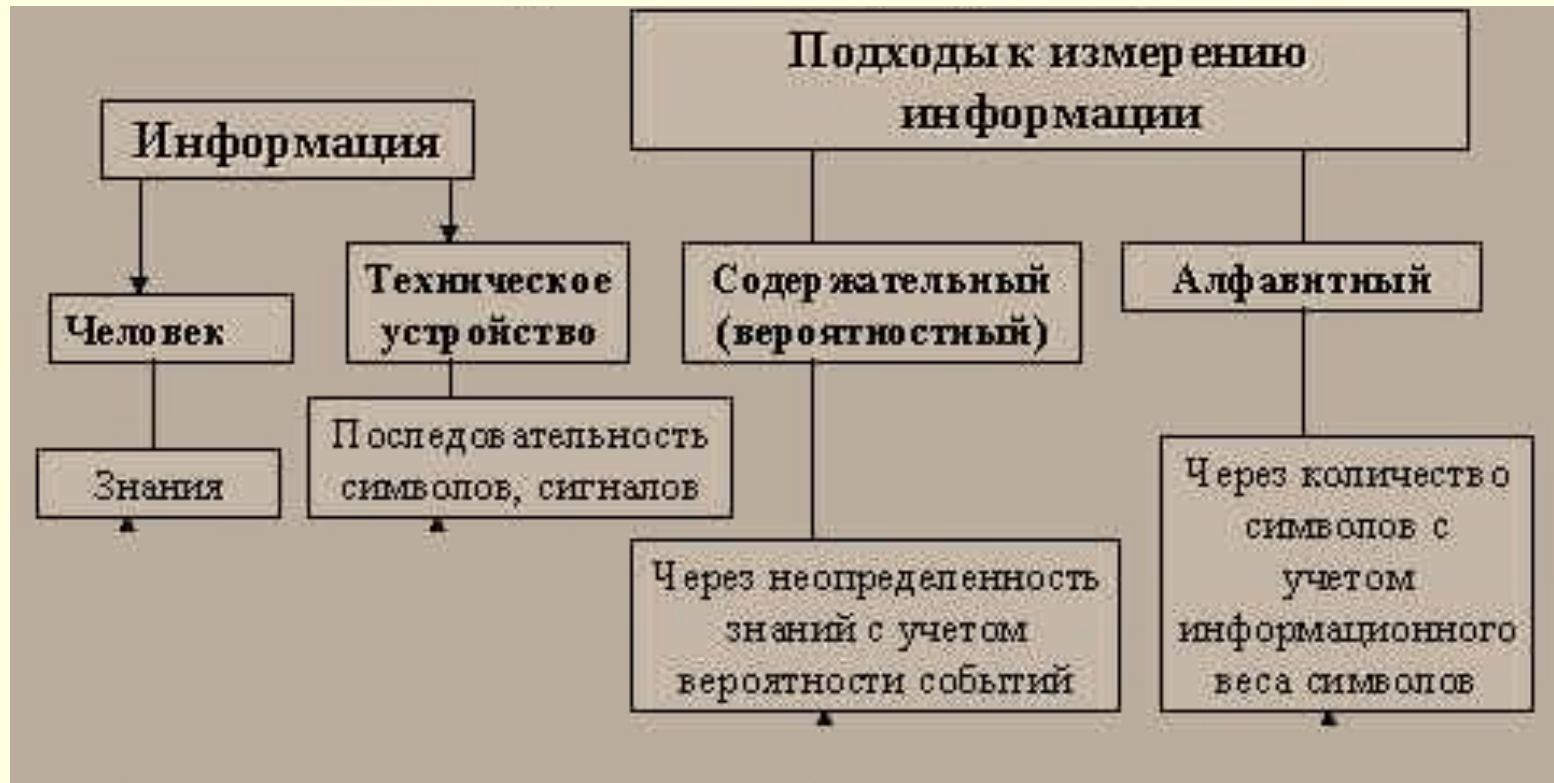 Подходы к измерению
информации
Информация
Человек
Техническое
устройство
Содержательный
(вероятностный)
Алфавитный
Знания
Последовательность
символов, сигналов
Через неопределенность
знаний с учетом
вероятности событий
Через количество
символов с
учетом
информационного
веса символов